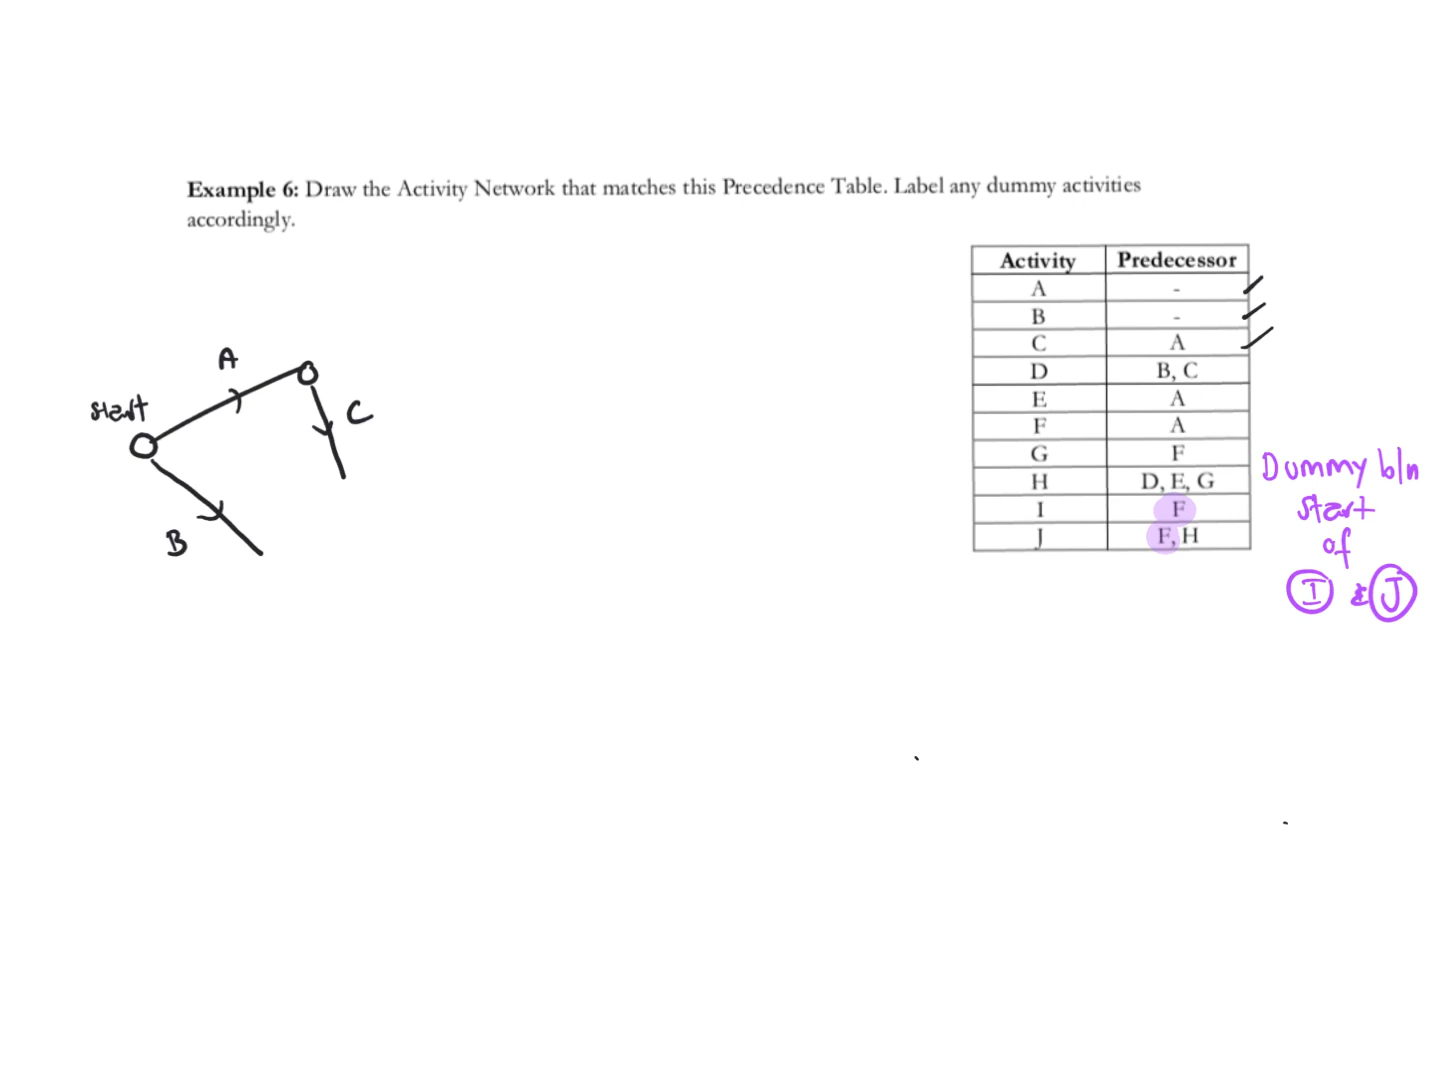 Example 6: Draw the Activity Network that matches this Precedence Table. Label any dummy activities
accordingly.
Activity Predecessor
A -
B -
C A
D B, C
E A
F A
G F
H D, E, G
I F
J F, H
A
start
C
B
Dummy b/n
start
of
I & J